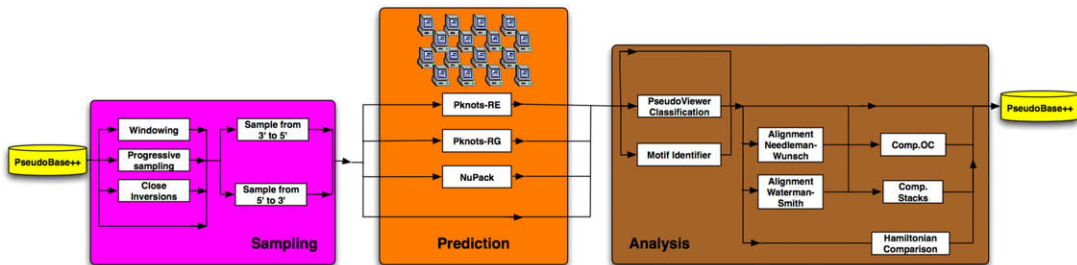 PseudoBase++
Windowing
Progressive
sampling
Close
Inversions
Sample from
3' to 5'
Sample from
5' to 3'
Sampling
Pknots-RE
Pknots-RG
NuPack
Prediction
PseudoViewer
Classification
Motif Identifier
Alignment
Needleman-
Wunsch
Alignment
Waterman-
Smith
Comp.OC
Comp.
Stacks
Hamiltonian
Comparison
Analysis
PseudoBase++